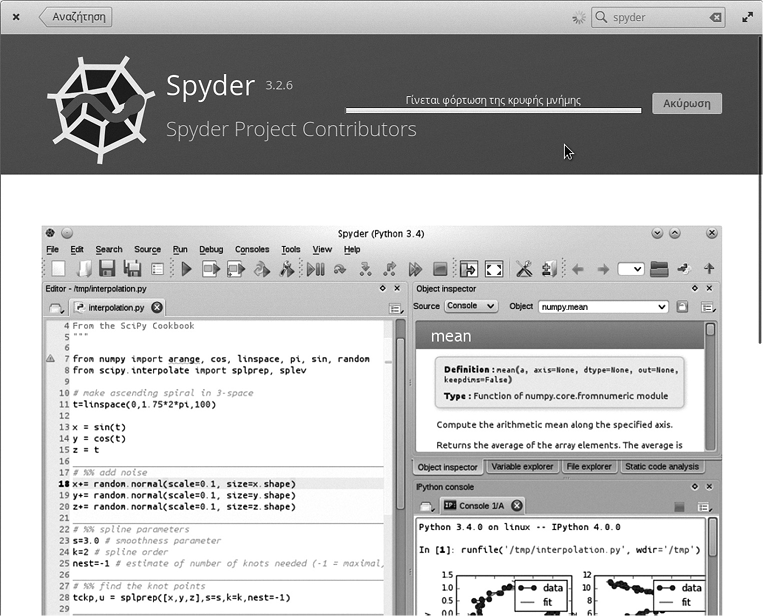 Αναζήτηση
spyder
Spyder 3.2.6
Spyder Project Contributors
Γίνεται φόρτωση της κρυφής μνήμης
Ακύρωση
Spyder (Python 3.4)
File Edit Search Source Run Debug Consoles Tools View Help
Editor - /tmp/interpolation.py
interpolation.py
4 From the SciPy Cookbook
5 """
6
7 from numpy import arange, cos, linspace, pi, sin, random
8 from scipy.interpolate import splprep, splev
9
10 # make ascending spiral in 3-space
11 t=linspace(0,1.75*2*pi,100)
12
13 x = sin(t)
14 y = cos(t)
15 z = t
16
17 # %% add noise
18 x+= random.normal(scale=0.1, size=x.shape)
19 y+= random.normal(scale=0.1, size=y.shape)
20 z+= random.normal(scale=0.1, size=z.shape)
21
22 # %% spline parameters
23 s=3.0 # smoothness parameter
24 k=2 # spline order
25 nest=-1 # estimate of number of knots needed (-1 = maximal,
26
27 # %% find the knot points
28 tckp,u = splprep([x,y,z],s=s,k=k,nest=-1)
29
Object inspector
Source Console Object numpy.mean
mean
Definition : mean(a, axis=None, dtype=None, out=None,
keepdims=False)
Type : Function of numpy.core.fromnumeric module
Compute the arithmetic mean along the specified axis.
Returns the average of the array elements. The average is
Object inspector Variable explorer File explorer Static code analysis
IPython console
IP Console 1/A
Python 3.4.0 on linux -- IPython 4.0.0
In [1]: runfile('/tmp/interpolation.py', wdir='/tmp')
1.5
1.0
0.5
0.0
data
fit
12
10
8
6
data
fit